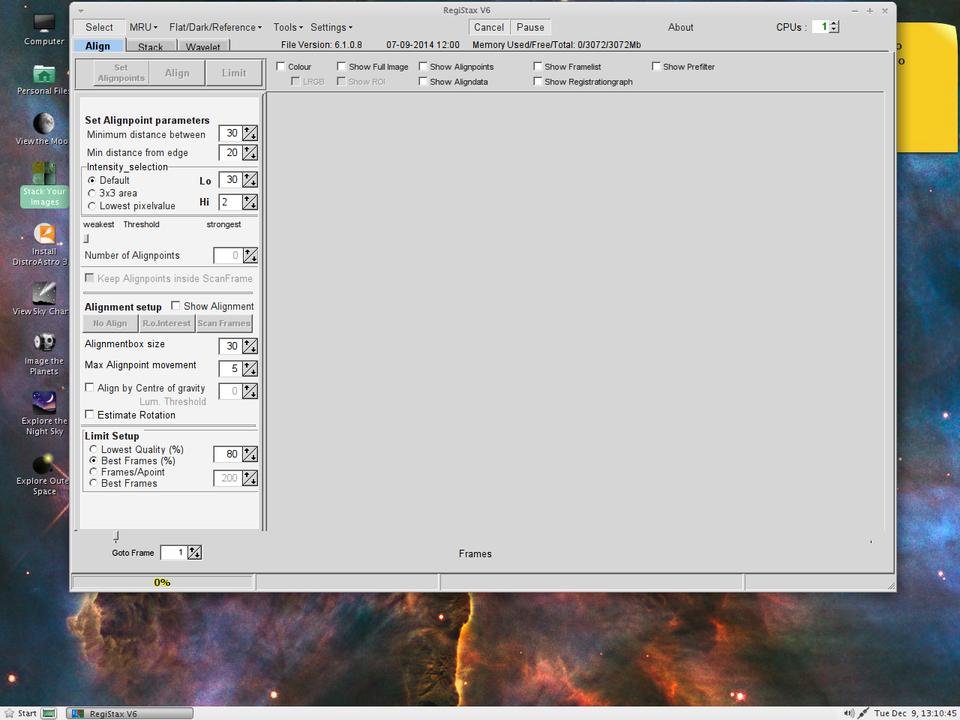 RegiStax V6
Select MRU Flat/Dark/Reference Tools Settings Cancel Pause About CPUs: 1
Align Stack Wavelet File Version: 6.1.0.8 07-09-2014 12:00 Memory Used/Free/Total: 0/3072/3072Mb
Set Alignpoints Align Limit
Colour Show Full Image Show Alignpoints Show Framelist Show Prefilter
LRGB Show ROI Show Aligndata Show Registrationgraph
Set Alignpoint parameters
Minimum distance between 30
Min distance from edge 20
Intensity_selection
Default Lo 30
3x3 area
Lowest pixelvalue Hi 2
weakest Threshold strongest
Number of Alignpoints 0
Keep Alignpoints inside ScanFrame
Alignment setup Show Alignment
No Align R.o.Interest Scan Frames
Alignmentbox size 30
Max Alignpoint movement 5
Align by Centre of gravity 0
Lum. Threshold
Estimate Rotation
Limit Setup
Lowest Quality (%)
Best Frames (%) 80
Frames/Apoint
Best Frames 200
Goto Frame 1 Frames
0%
Computer
Personal Files
View the Moo
Stack Your
Images
Install
DistroAstro 3.
View Sky Char
Image the
Planets
Explore the
Night Sky
Explore Oute
Space
Start RegiStax V6 Tue Dec 9, 13:10:45